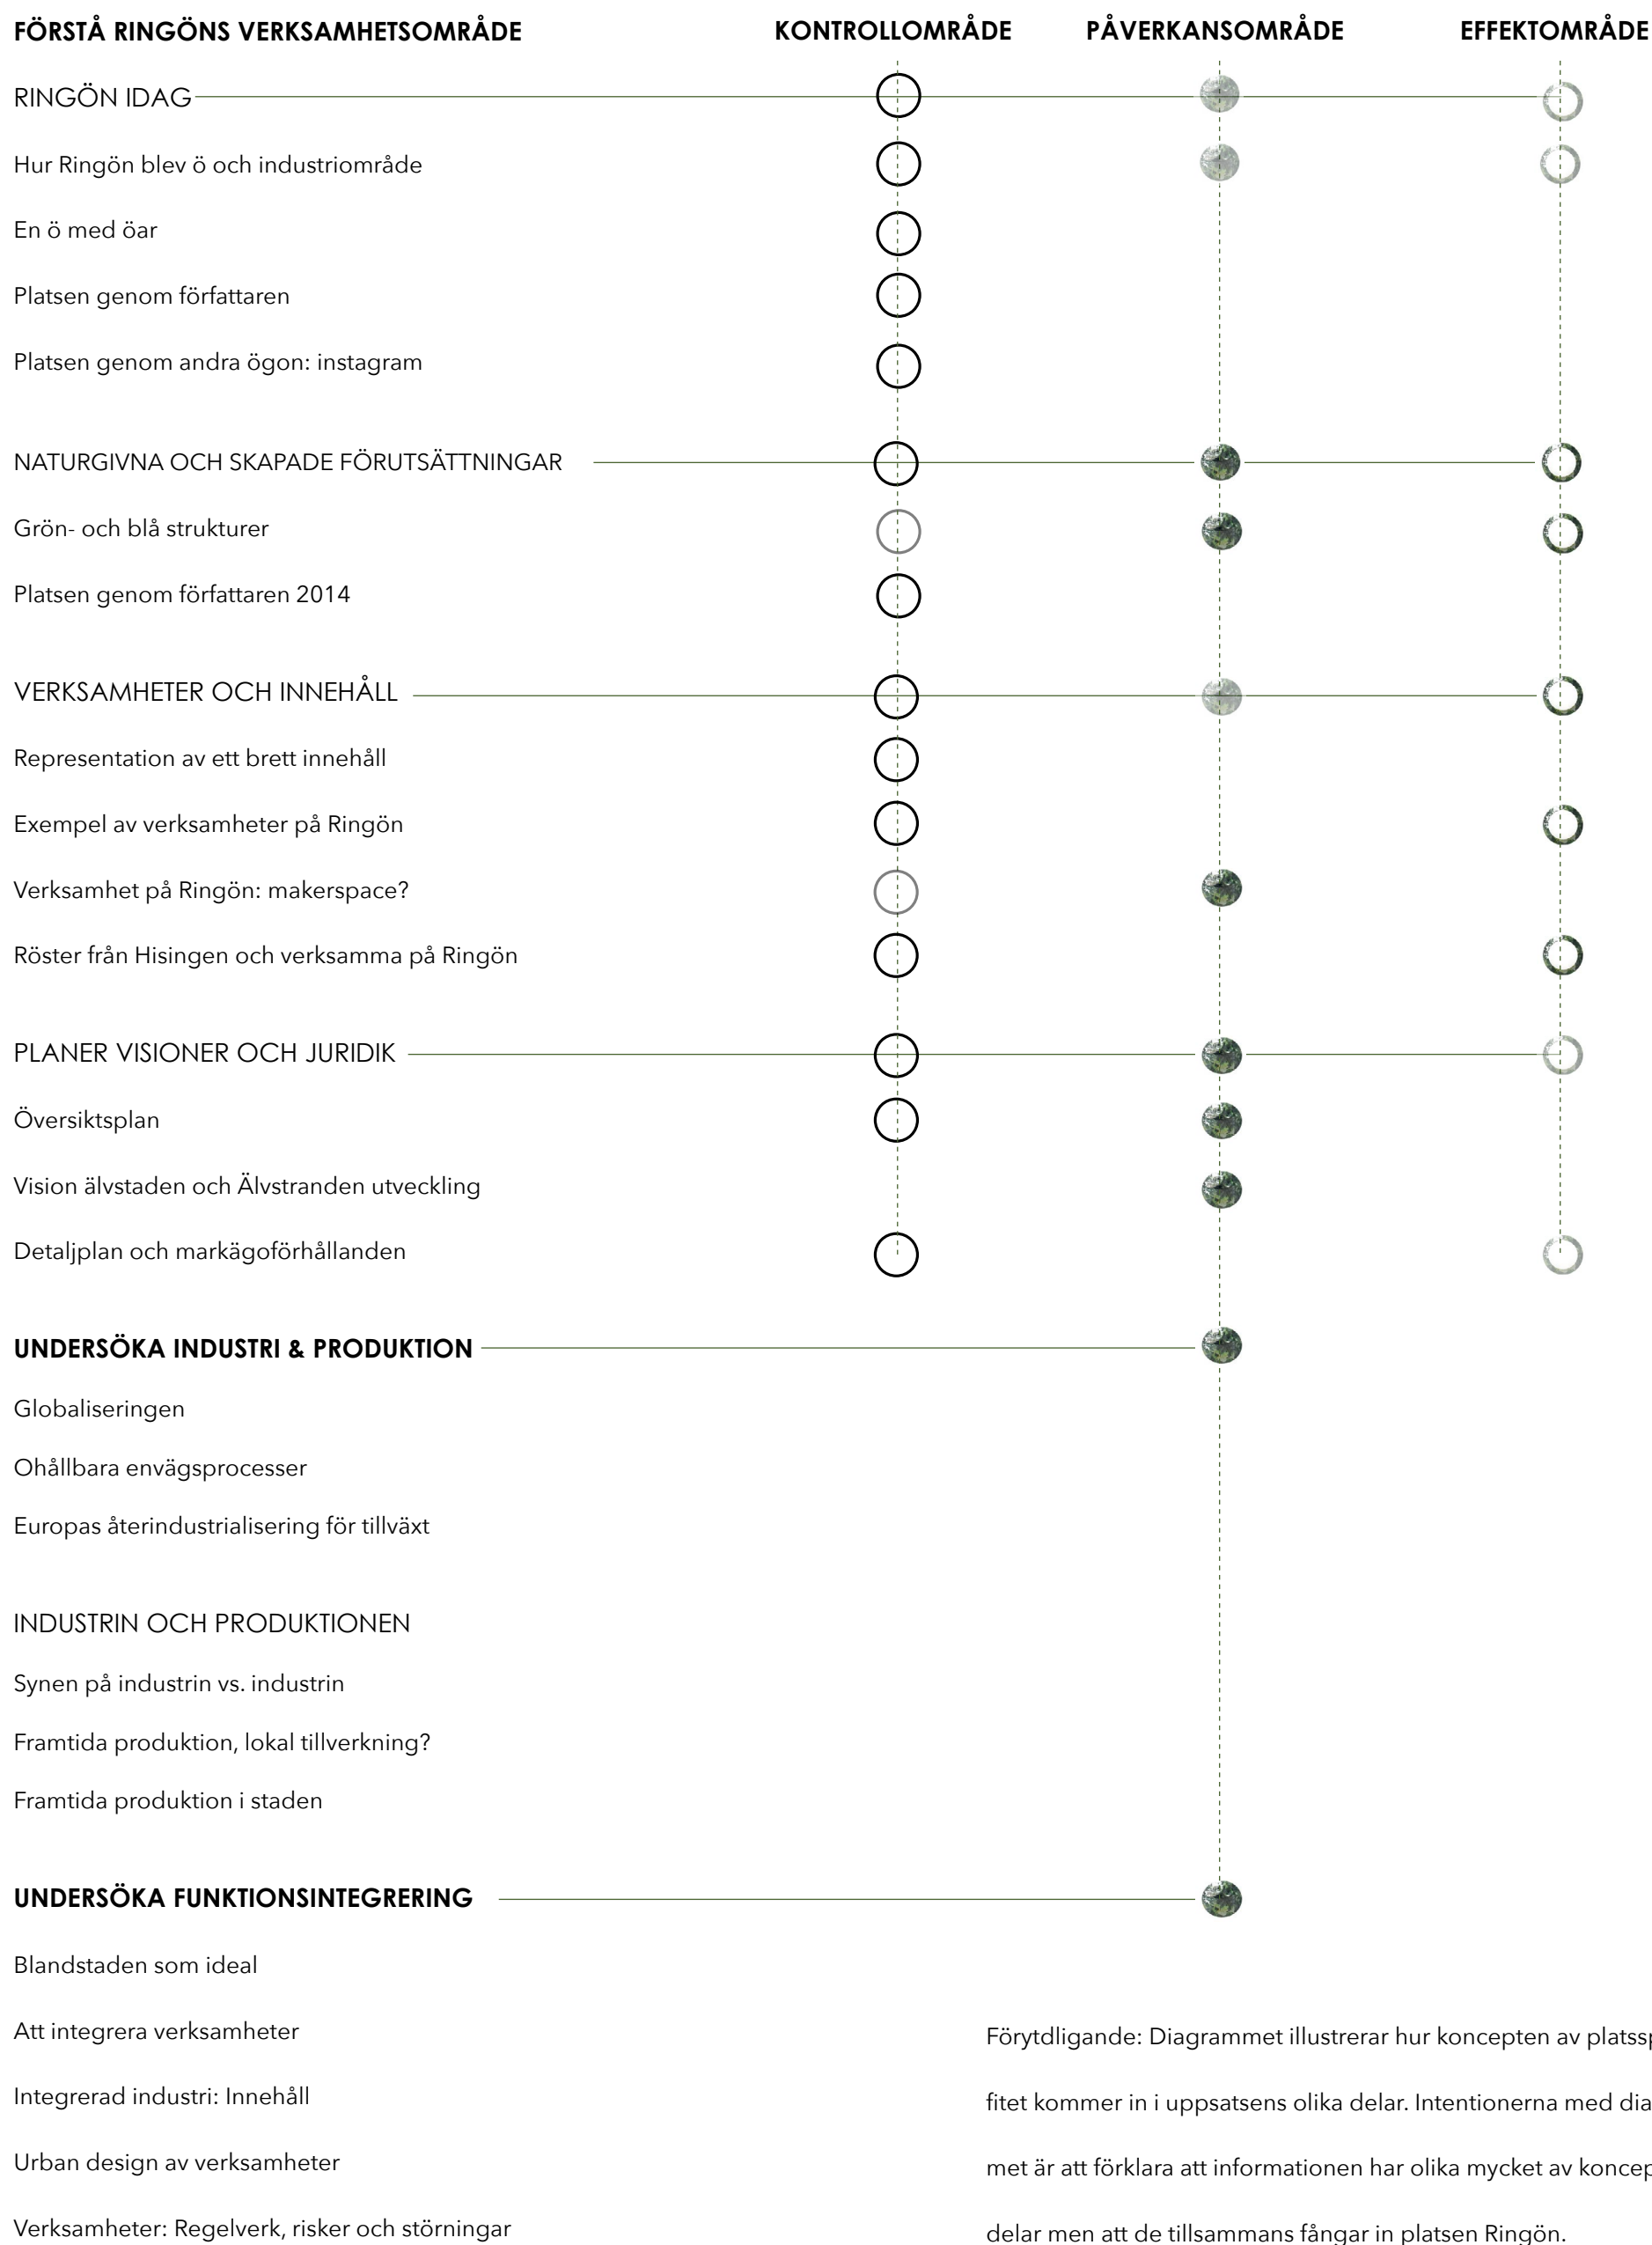 FÖRSTÅ RINGÖNS VERKSAMHETSOMRÅDE KONTROLLOMRÅDE PÅVERKANSOMRÅDE EFFEKTOMRÅDE
RINGÖN IDAG
Hur Ringön blev ö och industriområde
En ö med öar
Platsen genom författaren
Platsen genom andra ögon: instagram
NATURGIVNA OCH SKAPADE FÖRUTSÄTTNINGAR
Grön- och blå strukturer
Platsen genom författaren 2014
VERKSAMHETER OCH INNEHÅLL
Representation av ett brett innehåll
Exempel av verksamheter på Ringön
Verksamhet på Ringön: makerspace?
Röster från Hisingen och verksamma på Ringön
PLANER VISIONER OCH JURIDIK
Översiktsplan
Vision älvstaden och Älvstranden utveckling
Detaljplan och markägoförhållanden
UNDERSÖKA INDUSTRI & PRODUKTION
Globaliseringen
Ohållbara envägsprocesser
Europas återindustrialisering för tillväxt
INDUSTRIN OCH PRODUKTIONEN
Synen på industrin vs. industrin
Framtida produktion, lokal tillverkning?
Framtida produktion i staden
UNDERSÖKA FUNKTIONSINTEGRERING
Blandstaden som ideal
Att integrera verksamheter
Integrerad industri: Innehåll
Urban design av verksamheter
Verksamheter: Regelverk, risker och störningar
Förytdligande: Diagrammet illustrerar hur koncepten av
fitet kommer in i uppsatsens olika delar. Intentionerna med
met är att förklara att informationen har olika mycket av
delar men att de tillsammans fångar in platsen Ringön.